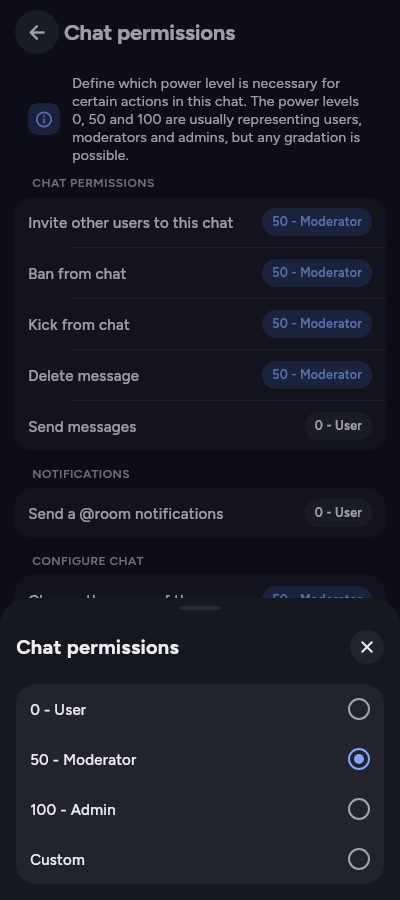 Chat permissions
Define which power level is necessary for
certain actions in this chat. The power levels
0, 50 and 100 are usually representing users,
moderators and admins, but any gradation is
possible.
CHAT PERMISSIONS
Invite other users to this chat 50 - Moderator
Ban from chat 50 - Moderator
Kick from chat 50 - Moderator
Delete message 50 - Moderator
Send messages 0 - User
NOTIFICATIONS
Send a @room notifications 0 - User
CONFIGURE CHAT
50 - Moderator
Chat permissions
0 - User
50 - Moderator
100 - Admin
Custom